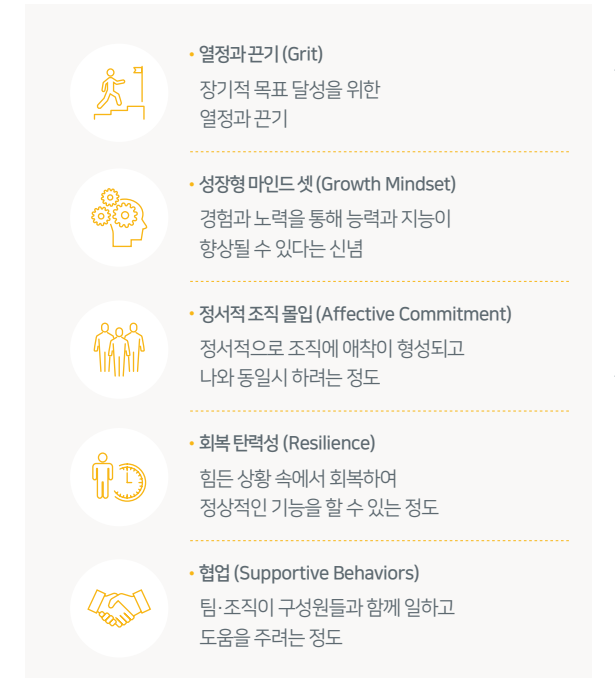 • 열정과 끈기 (Grit)
장기적 목표 달성을 위한
열정과 끈기
• 성장형 마인드 셋 (Growth Mindset)
경험과 노력을 통해 능력과 지능이
향상될 수 있다는 신념
• 정서적 조직 몰입 (Affective Commitment)
정서적으로 조직에 애착이 형성되고
나와 동일시 하려는 정도
• 회복 탄력성 (Resilience)
힘든 상황 속에서 회복하여
정상적인 기능을 할 수 있는 정도
• 협업 (Supportive Behaviors)
팀·조직이 구성원들과 함께 일하고
도움을 주려는 정도